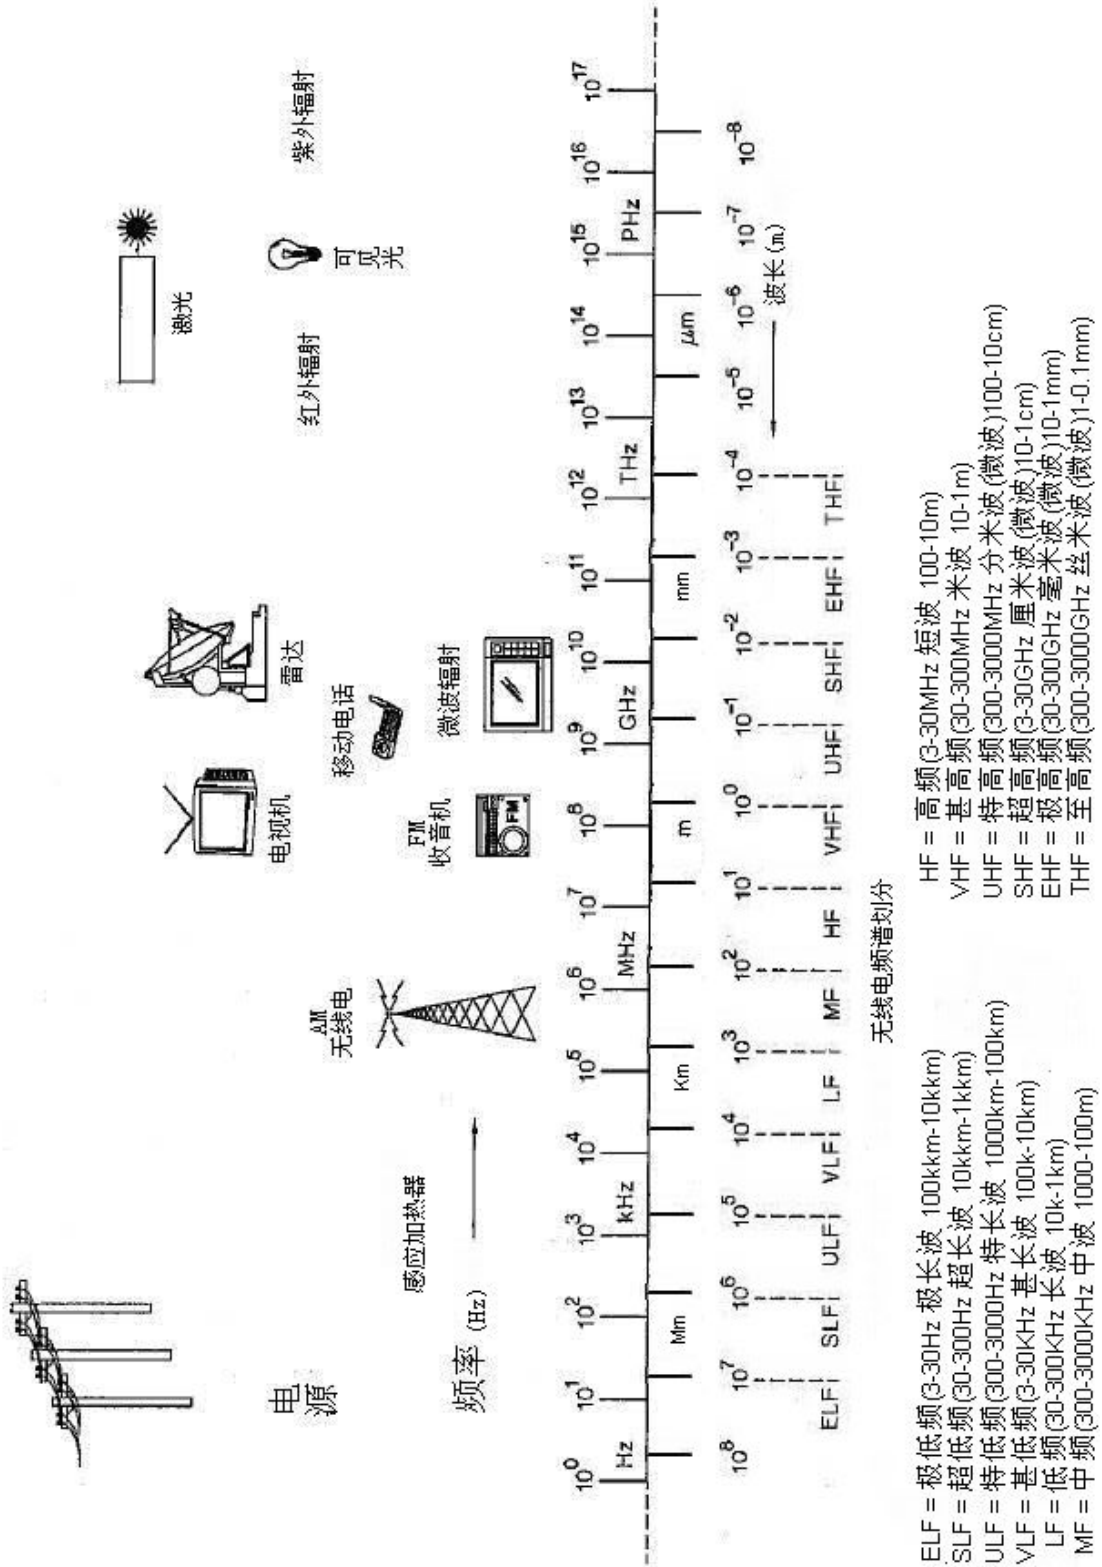 激光
紫外辐射
红外辐射
可见光
雷达
电视机
移动电话
微波辐射
FM
收音机
FM
AM
无线电
感应加热器
电源
频率 (Hz)
10⁰ 10¹ 10² 10³ 10⁴ 10⁵ 10⁶ 10⁷ 10⁸ 10⁹ 10¹⁰ 10¹¹ 10¹² 10¹³ 10¹⁴ 10¹⁵ 10¹⁶ 10¹⁷
Hz kHz MHz GHz THz PHz
Mm Km m mm μm
10⁸ 10⁷ 10⁶ 10⁵ 10⁴ 10³ 10² 10¹ 10⁰ 10⁻¹ 10⁻² 10⁻³ 10⁻⁴ 10⁻⁵ 10⁻⁶ 10⁻⁷ 10⁻⁸
波长(m)
ELF SLF ULF VLF LF MF HF VHF UHF SHF EHF THF
无线电频谱划分
ELF = 极低频(3-30Hz 极长波 100kkm-10kkm)
SLF = 超低频(30-300Hz 超长波 10kkm-1kkm)
ULF = 特低频(300-3000Hz 特长波 1000km-100km)
VLF = 甚低频(3-30KHz 甚长波 100k-10km)
LF = 低频(30-300KHz 长波 10k-1km)
MF = 中频(300-3000KHz 中波 1000-100m)
HF = 高频(3-30MHz 短波 100-10m)
VHF = 甚高频(30-300MHz 米波 10-1m)
UHF = 特高频(300-3000MHz 分米波(微波)100-10cm)
SHF = 超高频(3-30GHz 厘米波(微波)10-1cm)
EHF = 极高频(30-300GHz 毫米波(微波)10-1mm)
THF = 至高频(300-3000GHz 丝米波(微波)1-0.1mm)